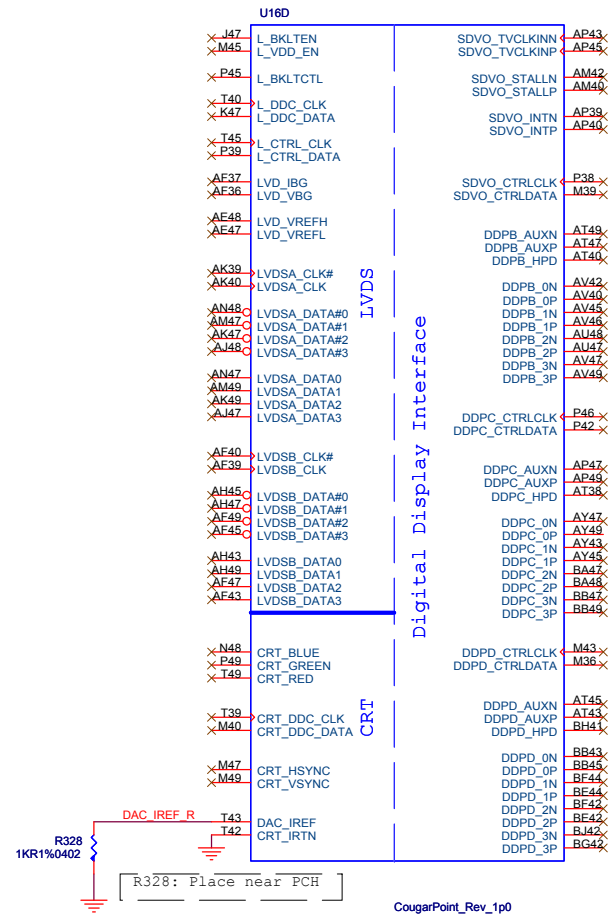 U16D
J47 L_BKLTEN
M45 L_VDD_EN
P45 L_BKLTCTL
T40 L_DDC_CLK
K47 L_DDC_DATA
T45 L_CTRL_CLK
P39 L_CTRL_DATA
AF37 LVD_IBG
AF36 LVD_VBG
AE48 LVD_VREFH
AE47 LVD_VREFL
AK39 LVDSA_CLK#
AK40 LVDSA_CLK
AN48 LVDSA_DATA#0
AM47 LVDSA_DATA#1
AK47 LVDSA_DATA#2
AJ48 LVDSA_DATA#3
AN47 LVDSA_DATA0
AM49 LVDSA_DATA1
AK49 LVDSA_DATA2
AJ47 LVDSA_DATA3
AF40 LVDSB_CLK#
AF39 LVDSB_CLK
AH45 LVDSB_DATA#0
AH47 LVDSB_DATA#1
AF49 LVDSB_DATA#2
AF45 LVDSB_DATA#3
AH43 LVDSB_DATA0
AH49 LVDSB_DATA1
AF47 LVDSB_DATA2
AF43 LVDSB_DATA3
LVDS
N48 CRT_BLUE
P49 CRT_GREEN
T49 CRT_RED
T39 CRT_DDC_CLK
M40 CRT_DDC_DATA
M47 CRT_HSYNC
M49 CRT_VSYNC
DAC_IREF_R T43 DAC_IREF
T42 CRT_IRTN
CRT
Digital Display Interface
SDVO_TVCLKINN AP43
SDVO_TVCLKINP AP45
SDVO_STALLN AM42
SDVO_STALLP AM40
SDVO_INTN AP39
SDVO_INTP AP40
SDVO_CTRLCLK P38
SDVO_CTRLDATA M39
DDPB_AUXN AT49
DDPB_AUXP AT47
DDPB_HPD AT40
DDPB_0N AV42
DDPB_0P AV40
DDPB_1N AV45
DDPB_1P AV46
DDPB_2N AU48
DDPB_2P AU47
DDPB_3N AV47
DDPB_3P AV49
DDPC_CTRLCLK P46
DDPC_CTRLDATA P42
DDPC_AUXN AP47
DDPC_AUXP AP49
DDPC_HPD AT38
DDPC_0N AY47
DDPC_0P AY49
DDPC_1N AY43
DDPC_1P AY45
DDPC_2N BA47
DDPC_2P BA48
DDPC_3N BB47
DDPC_3P BB49
DDPD_CTRLCLK M43
DDPD_CTRLDATA M36
DDPD_AUXN AT45
DDPD_AUXP AT43
DDPD_HPD BH41
DDPD_0N BB43
DDPD_0P BB45
DDPD_1N BF44
DDPD_1P BE44
DDPD_2N BF42
DDPD_2P BE42
DDPD_3N BJ42
DDPD_3P BG42
R328
1KR1%0402
R328: Place near PCH
CougarPoint_Rev_1p0